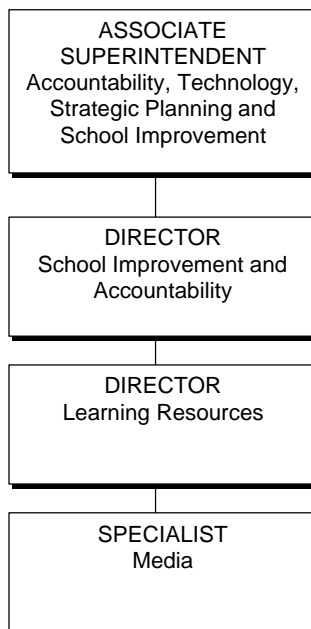 ASSOCIATE
SUPERINTENDENT
Accountability, Technology,
Strategic Planning and
School Improvement
DIRECTOR
School Improvement and
Accountability
DIRECTOR
Learning Resources
SPECIALIST
Media